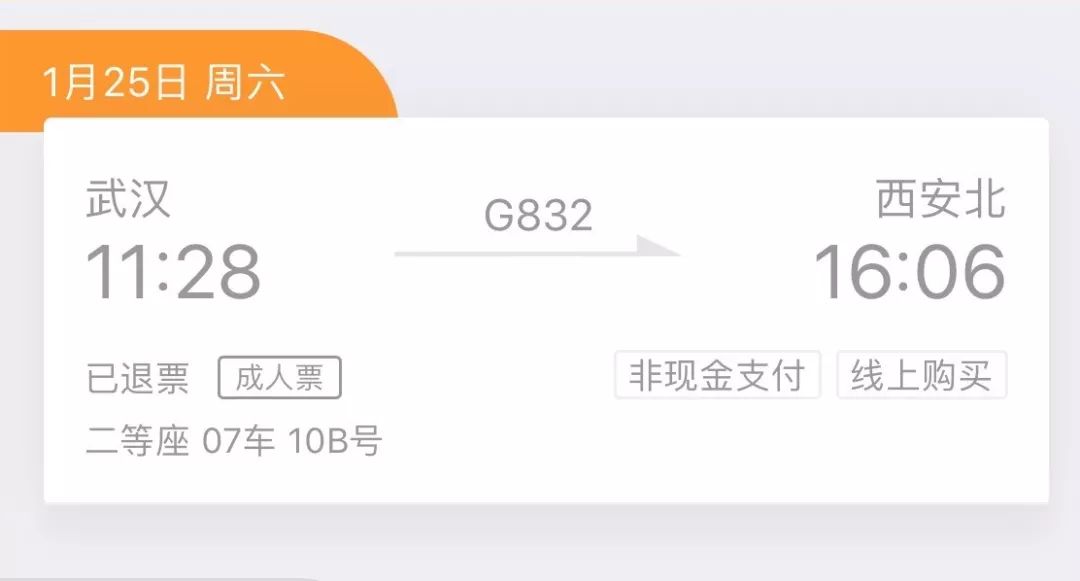 1月25日 周六
武汉 G832 西安北
11:28 16:06
已退票 成人票 非现金支付 线上购买
二等座 07车 10B号